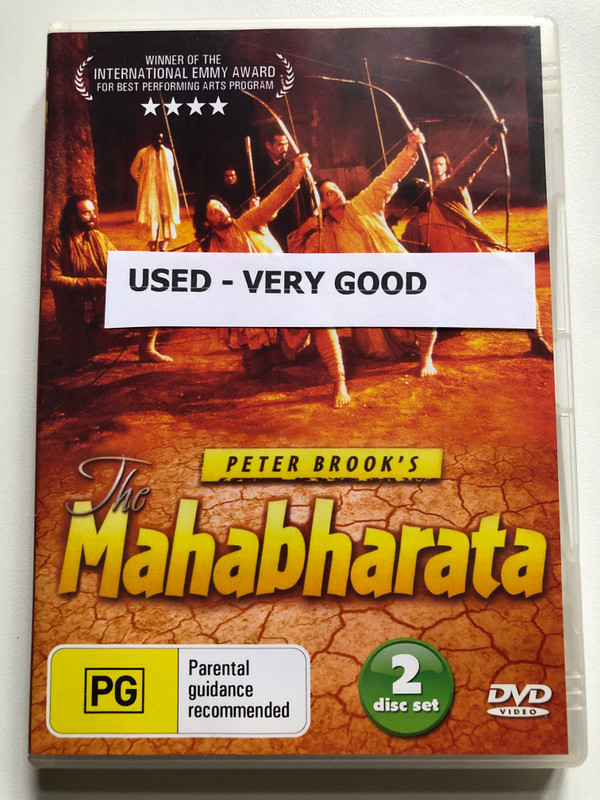 WINNER OF THE
INTERNATIONAL EMMY AWARD
FOR BEST PERFORMING ARTS PROGRAM
USED - VERY GOOD
PETER BROOK'S
The
Mahabharata
PG
Parental
guidance
recommended
2
disc set
DVD
VIDEO